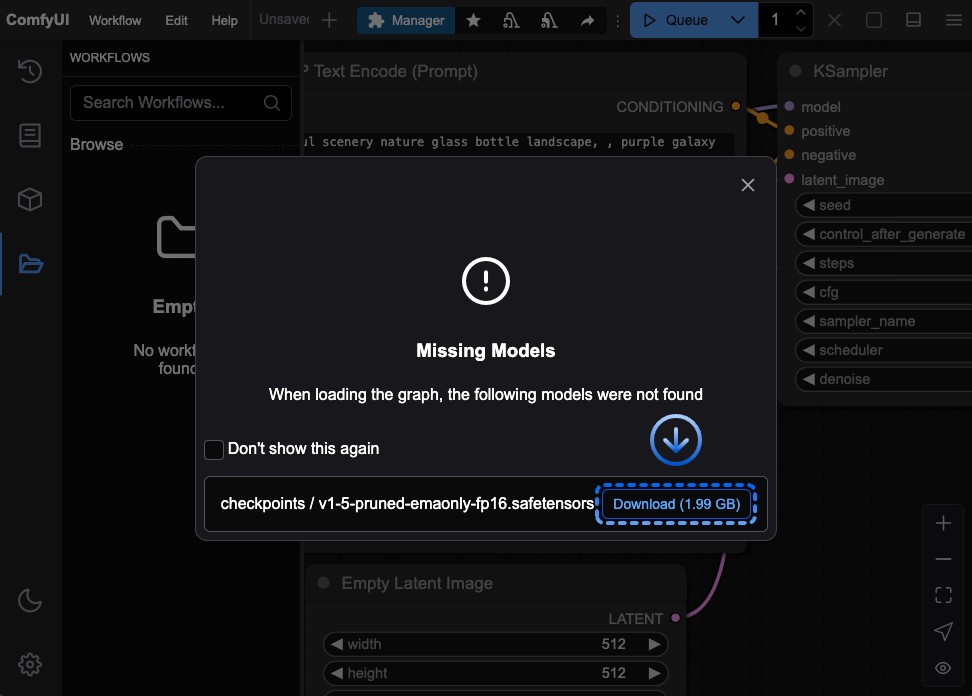 ComfyUI Workflow Edit Help Unsaved Manager Queue 1
WORKFLOWS
Search Workflows...
Browse
No workf
Text Encode (Prompt)
CONDITIONING
scenery nature glass bottle landscape, , purple galaxy
KSampler
model
positive
negative
latent_image
seed
control_after_generate
steps
cfg
sampler_name
scheduler
denoise
Missing Models
When loading the graph, the following models were not found
Don't show this again
checkpoints / v1-5-pruned-emaonly-fp16.safetensors Download (1.99 GB)
Empty Latent Image
LATENT
width 512
height 512